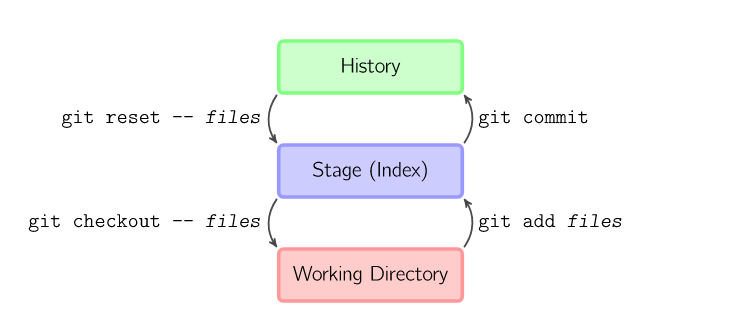 History
git reset -- files
git commit
Stage (Index)
git checkout -- files
git add files
Working Directory